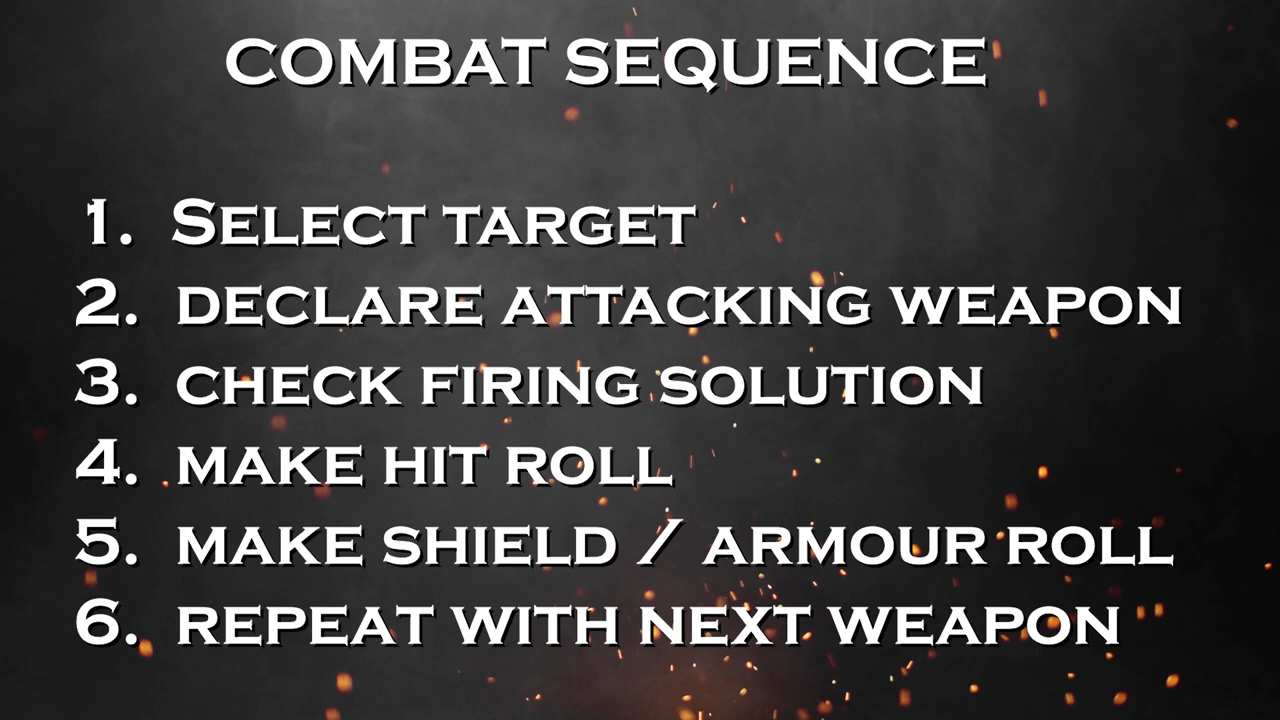 COMBAT SEQUENCE
1. SELECT TARGET
2. DECLARE ATTACKING WEAPON
3. CHECK FIRING SOLUTION
4. MAKE HIT ROLL
5. MAKE SHIELD / ARMOUR ROLL
6. REPEAT WITH NEXT WEAPON